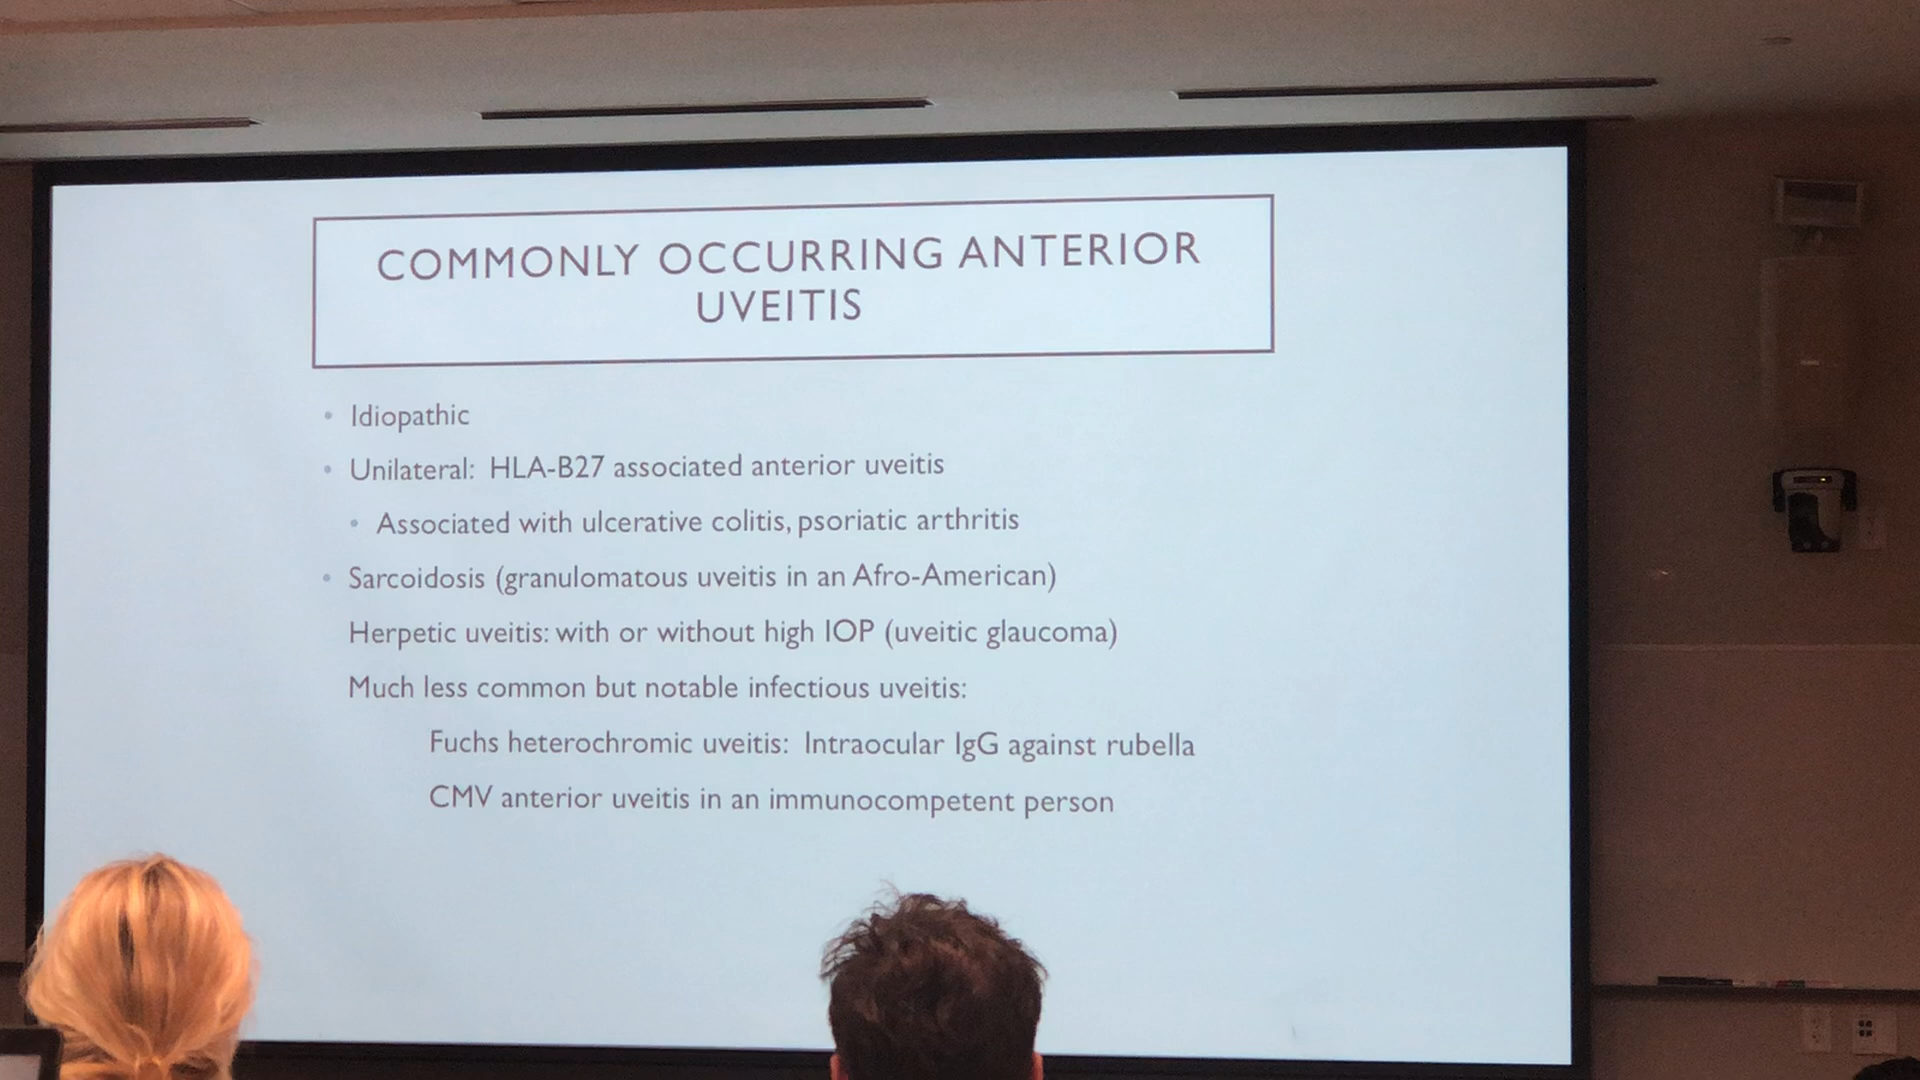 COMMONLY OCCURRING ANTERIOR
UVEITIS
• Idiopathic
• Unilateral: HLA-B27 associated anterior uveitis
• Associated with ulcerative colitis, psoriatic arthritis
• Sarcoidosis (granulomatous uveitis in an Afro-American)
Herpetic uveitis: with or without high IOP (uveitic glaucoma)
Much less common but notable infectious uveitis:
Fuchs heterochromic uveitis: Intraocular IgG against rubella
CMV anterior uveitis in an immunocompetent person